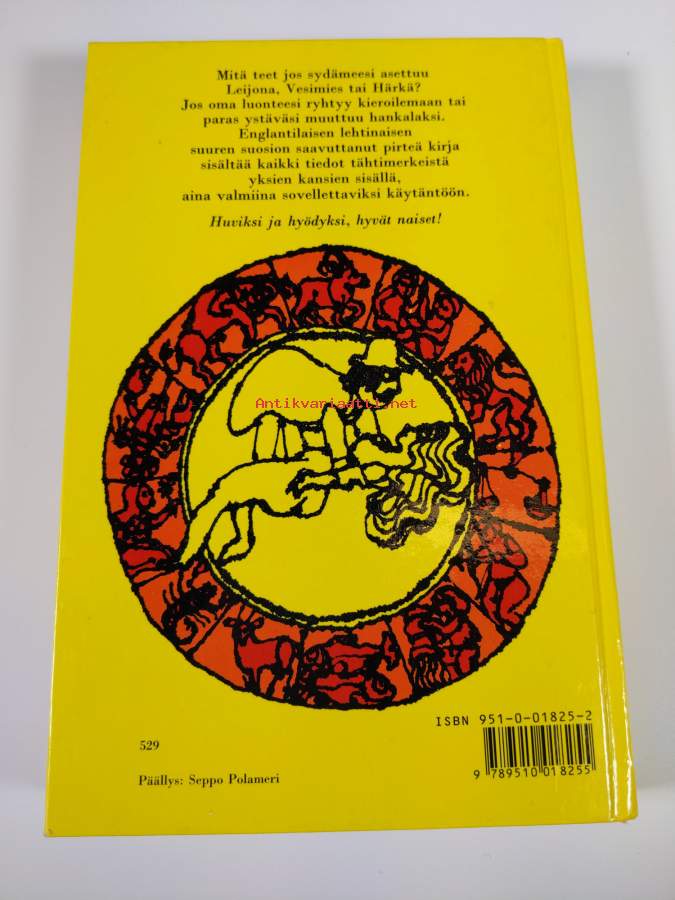 Mitä teet jos sydämeesi asettuu
Leijona, Vesimies tai Härkä?
Jos oma luonteesi ryhtyy kieroilemaan tai
paras ystäväsi muuttuu hankalaksi.
Englantilaisen lehtinaisen
suuren suosion saavuttanut pirteä kirja
sisältää kaikki tiedot tähtimerkeistä
yksien kansien sisällä,
aina valmiina sovellettaviksi käytäntöön.
Huviksi ja hyödyksi, hyvät naiset!
Antikvariaatti.net
ISBN 951-0-01825-2
529
Päällys: Seppo Polameri
9 789510 018255